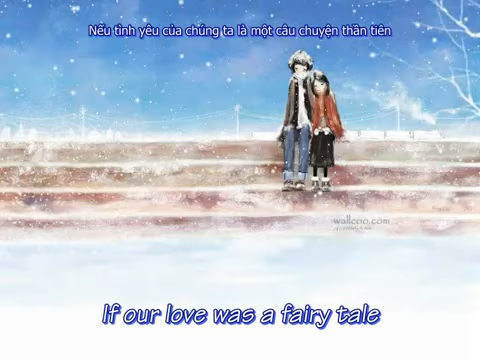 Nếu tình yêu của chúng ta là một câu chuyện thần tiên
wallcoo.com
If our love was a fairy tale